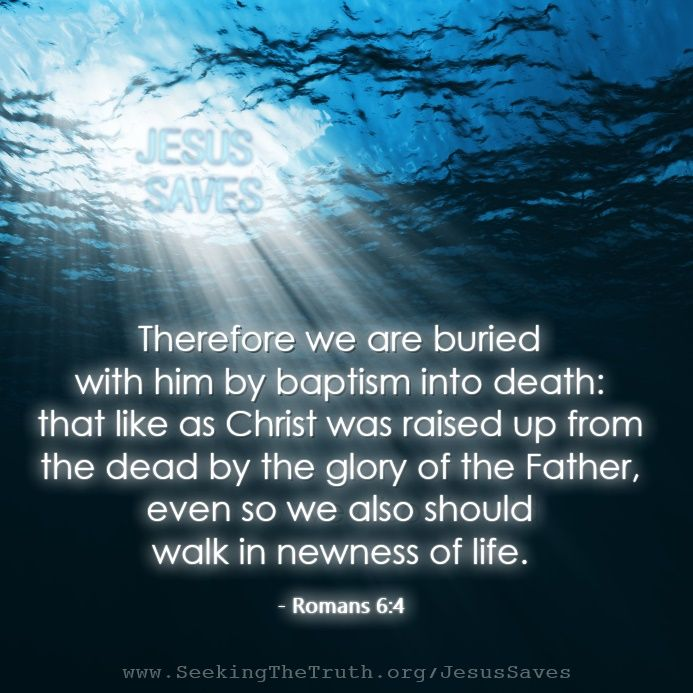 JESUS
SAVES
Therefore we are buried
with him by baptism into death:
that like as Christ was raised up from
the dead by the glory of the Father,
even so we also should
walk in newness of life.
- Romans 6:4
www.SeekingTheTruth.org/JesusSaves